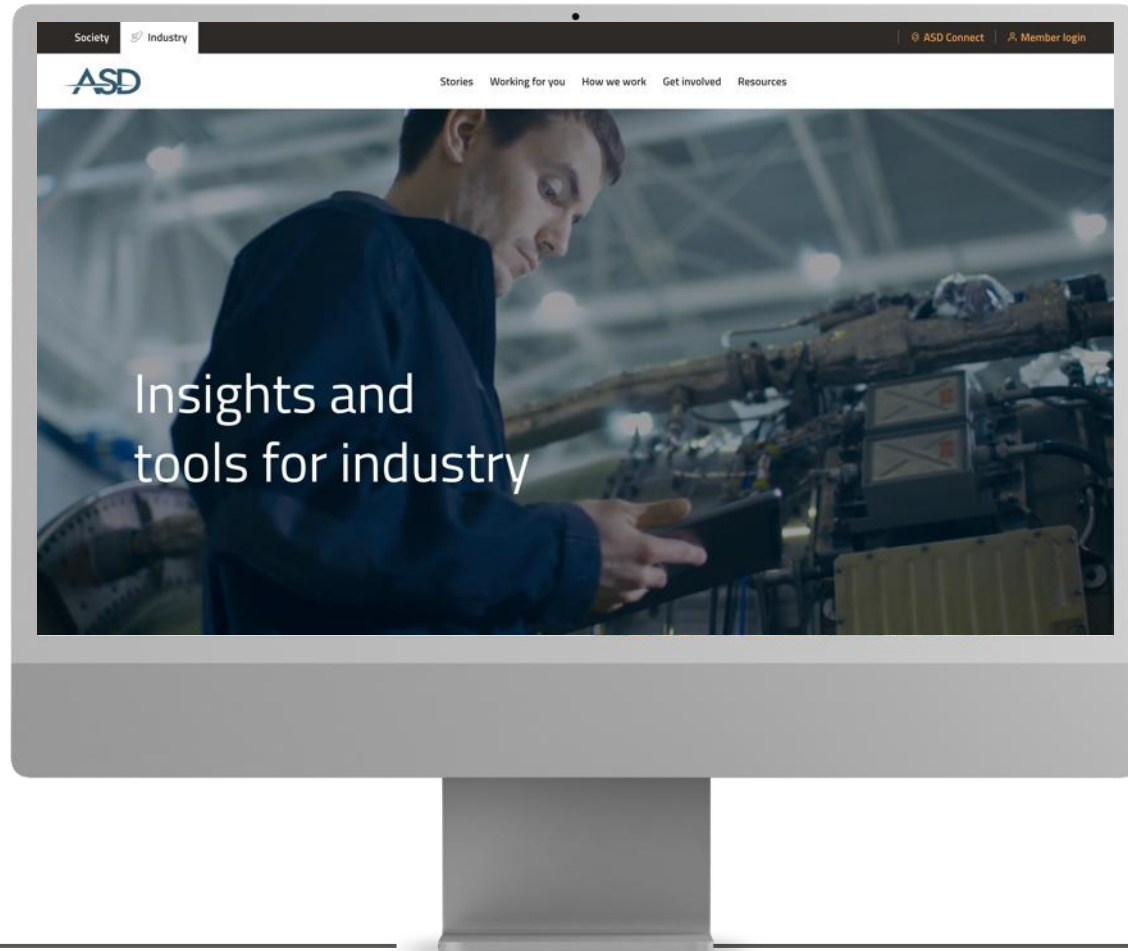 Society Industry ASD Connect Member login
ASD Stories Working for you How we work Get involved Resources
Insights and
tools for industry